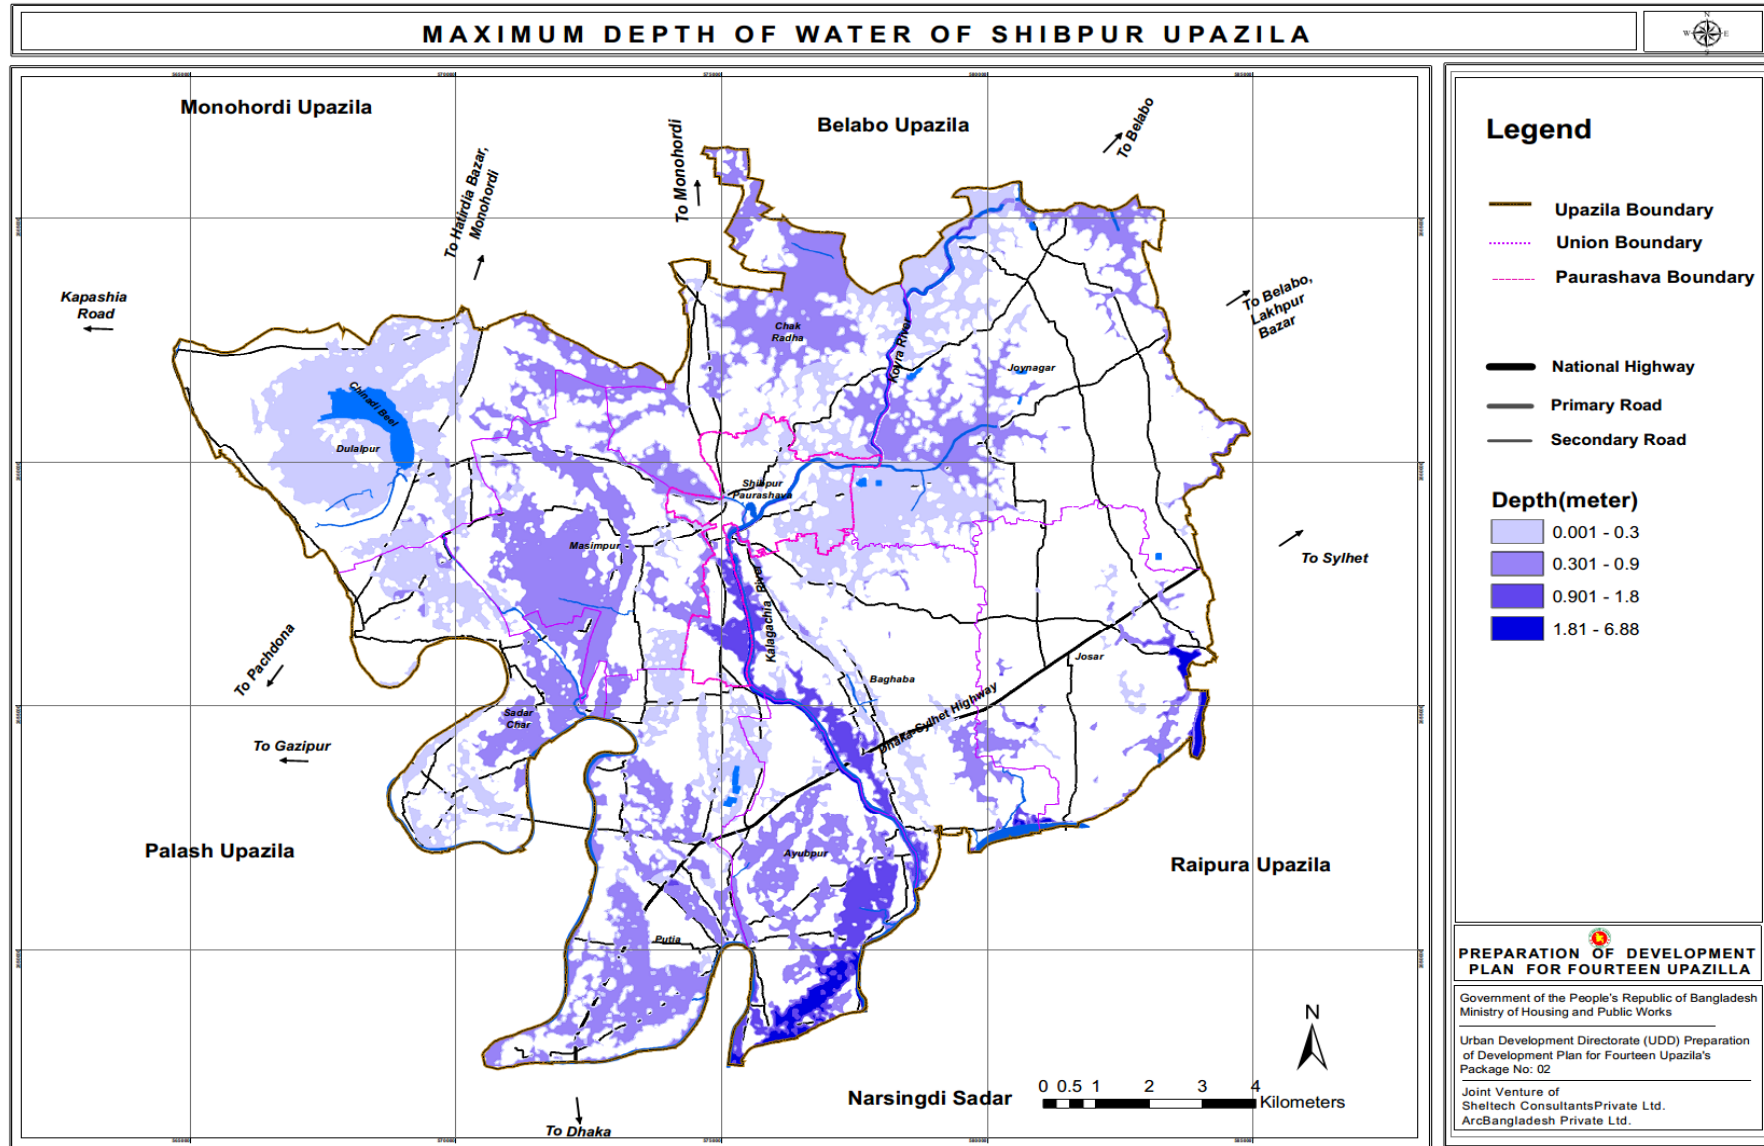 MAXIMUM DEPTH OF WATER OF SHIBPUR UPAZILA
N
W
E
S
Monohordi Upazila
Belabo Upazila
To Belabo
To Monohordi
To Hatirdia Bazar,
Monohordi
Kapashia
Road
To Belabo,
Lakhpur
Bazar
Chak
Radha
Koyra River
Joynagar
Chinadi Beel
Dulalpur
Shibpur
Paurashava
Masimpur
Kalagachia River
To Sylhet
To Pachdona
Josar
Baghaba
Sadar
Char
Dhaka-Sylhet Highway
To Gazipur
Palash Upazila
Ayubpur
Raipura Upazila
Putia
Narsingdi Sadar
To Dhaka
N
0 0.5 1 2 3 4
Kilometers
Legend
Upazila Boundary
Union Boundary
Paurashava Boundary
National Highway
Primary Road
Secondary Road
Depth(meter)
0.001 - 0.3
0.301 - 0.9
0.901 - 1.8
1.81 - 6.88
PREPARATION OF DEVELOPMENT
PLAN FOR FOURTEEN UPAZILLA
Government of the People's Republic of Bangladesh
Ministry of Housing and Public Works
Urban Development Directorate (UDD) Preparation
of Development Plan for Fourteen Upazila's
Package No: 02
Joint Venture of
Sheltech ConsultantsPrivate Ltd.
ArcBangladesh Private Ltd.